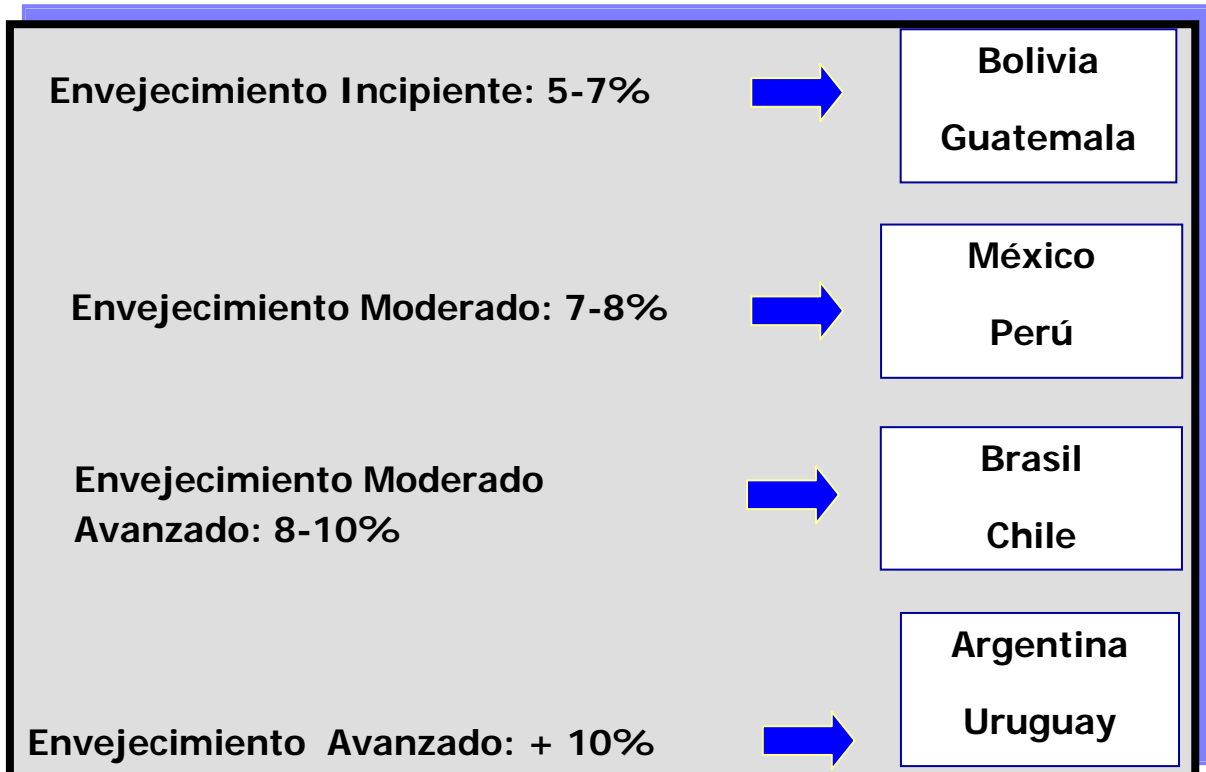 Envejecimiento Incipiente: 5-7%
Bolivia
Guatemala
Envejecimiento Moderado: 7-8%
México
Perú
Envejecimiento Moderado
Avanzado: 8-10%
Brasil
Chile
Envejecimiento Avanzado: + 10%
Argentina
Uruguay